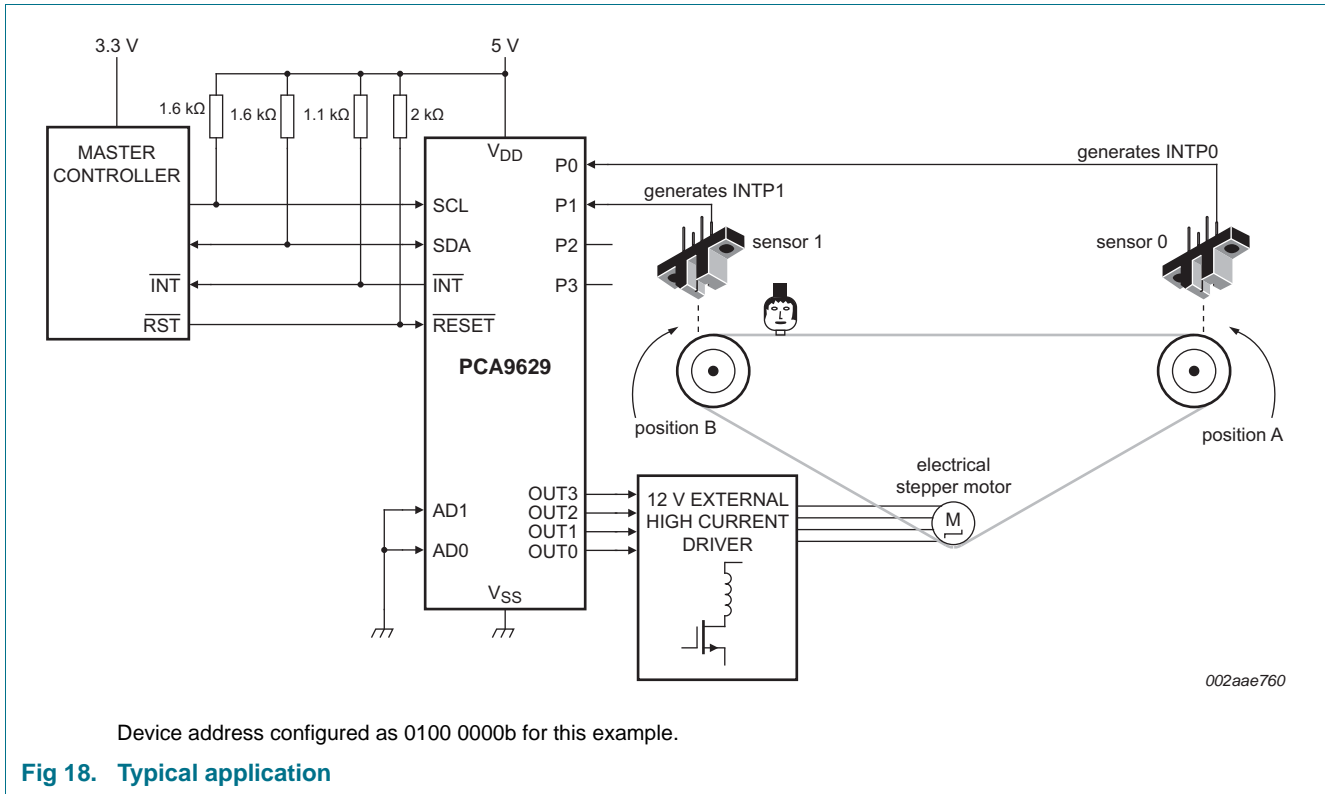 3.3 V
5 V
1.6 kΩ
1.6 kΩ
1.1 kΩ
2 kΩ
MASTER
CONTROLLER
INT
RST
VDD
SCL
SDA
INT
RESET
PCA9629
AD1
AD0
VSS
P0
P1
P2
P3
OUT3
OUT2
OUT1
OUT0
generates INTP0
generates INTP1
sensor 1
sensor 0
position B
position A
electrical
stepper motor
M
12 V EXTERNAL
HIGH CURRENT
DRIVER
002aae760
Device address configured as 0100 0000b for this example.
Fig 18. Typical application